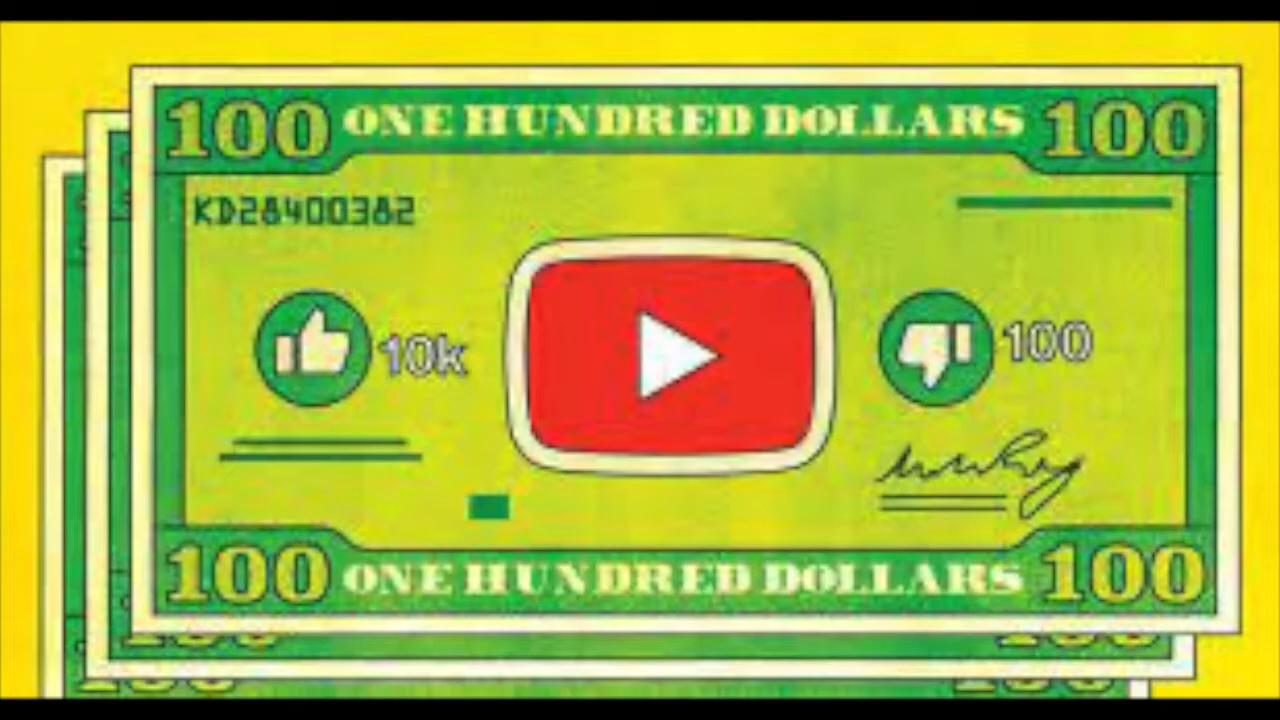 100 ONE HUNDRED DOLLARS 100
KD28400382
10k
100
100 ONE HUNDRED DOLLARS 100